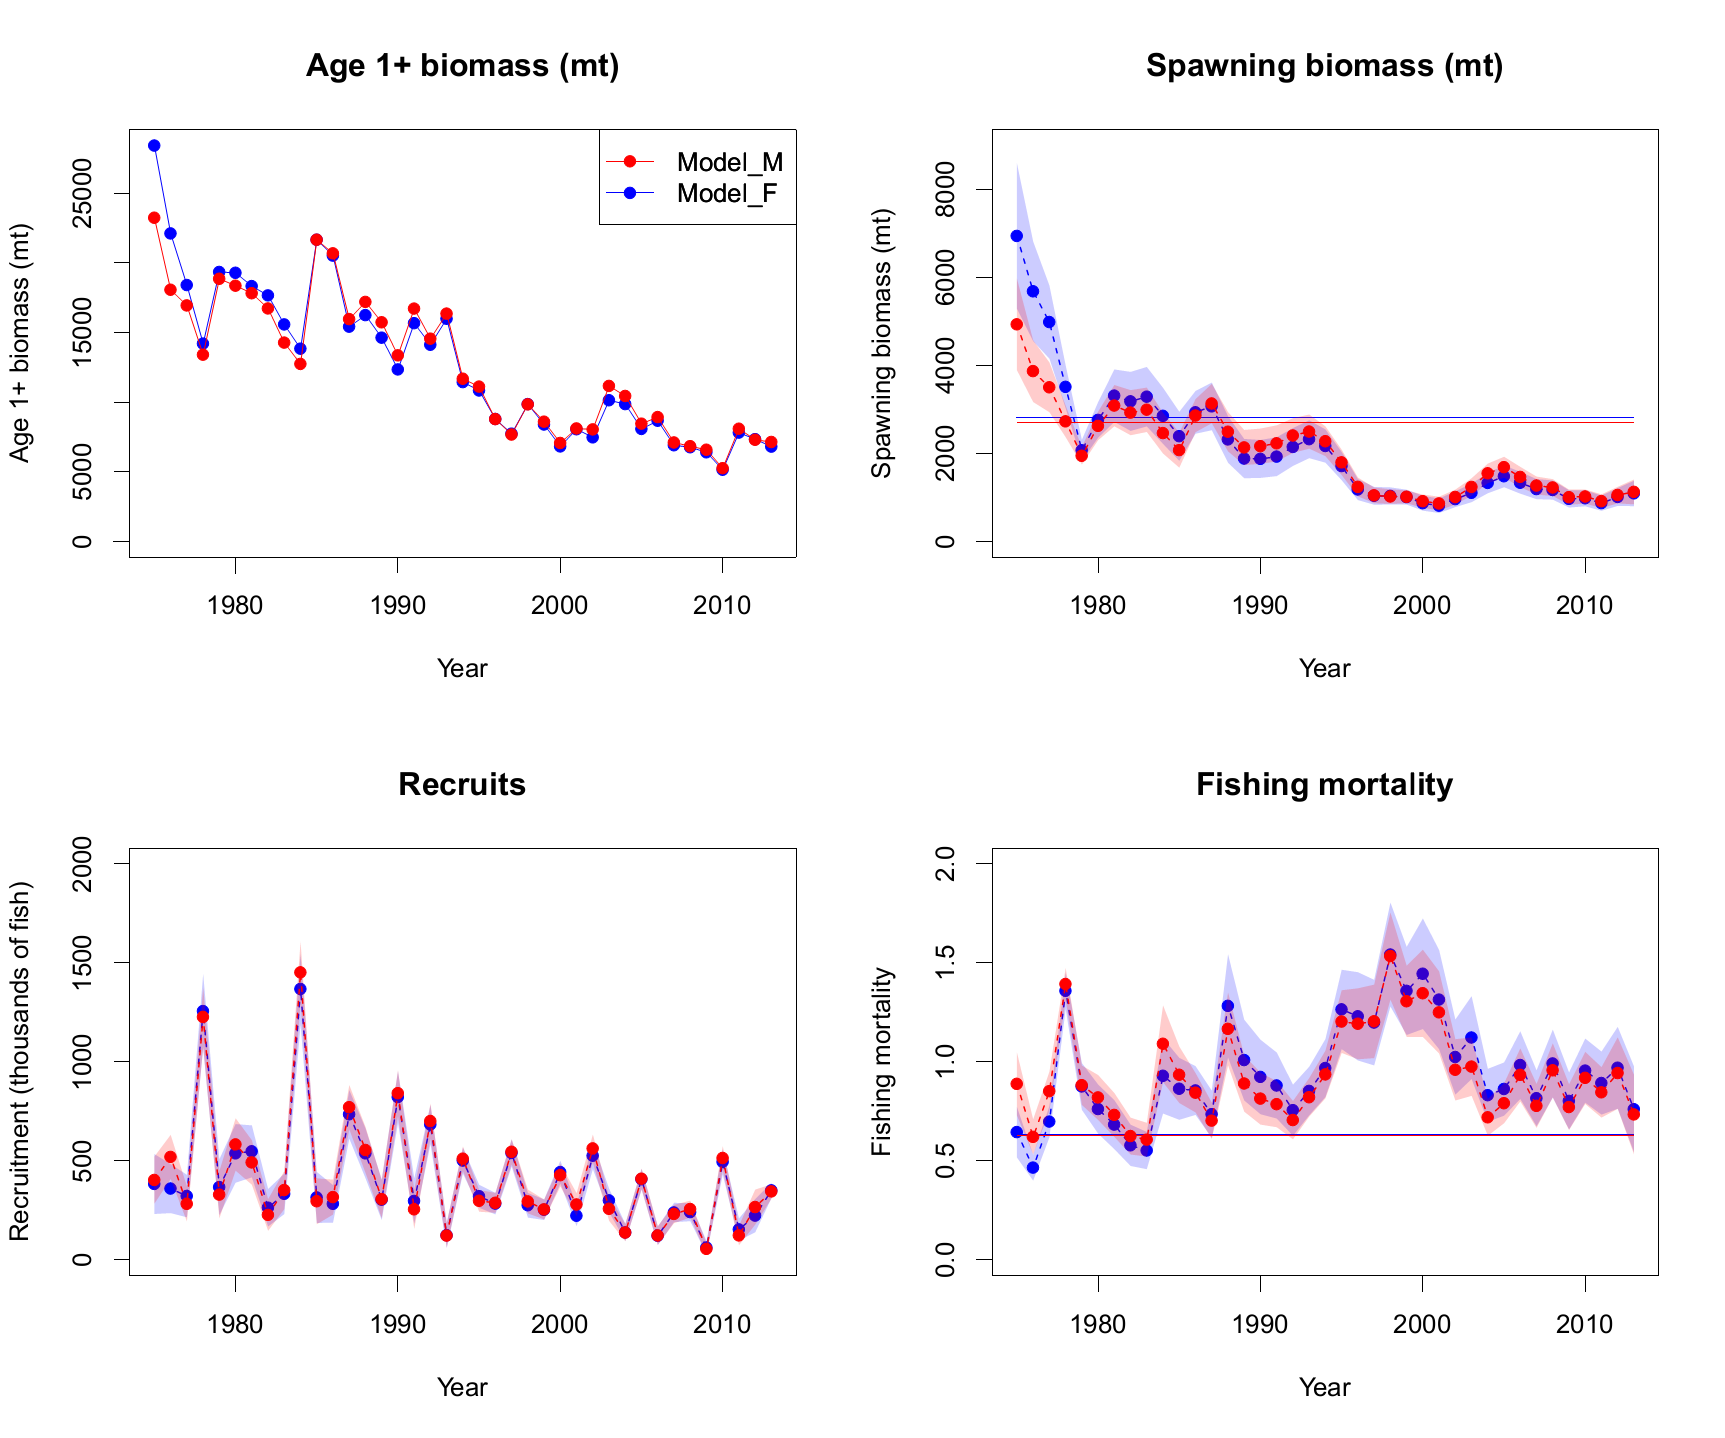 Age 1+ biomass (mt)
Age 1+ biomass (mt)
0
5000
15000
25000
Model_M
Model_F
1980
1990
2000
2010
Year
Spawning biomass (mt)
Spawning biomass (mt)
0
2000
4000
6000
8000
1980
1990
2000
2010
Year
Recruits
Recruitment (thousands of fish)
0
500
1000
1500
2000
1980
1990
2000
2010
Year
Fishing mortality
Fishing mortality
0.0
0.5
1.0
1.5
2.0
1980
1990
2000
2010
Year